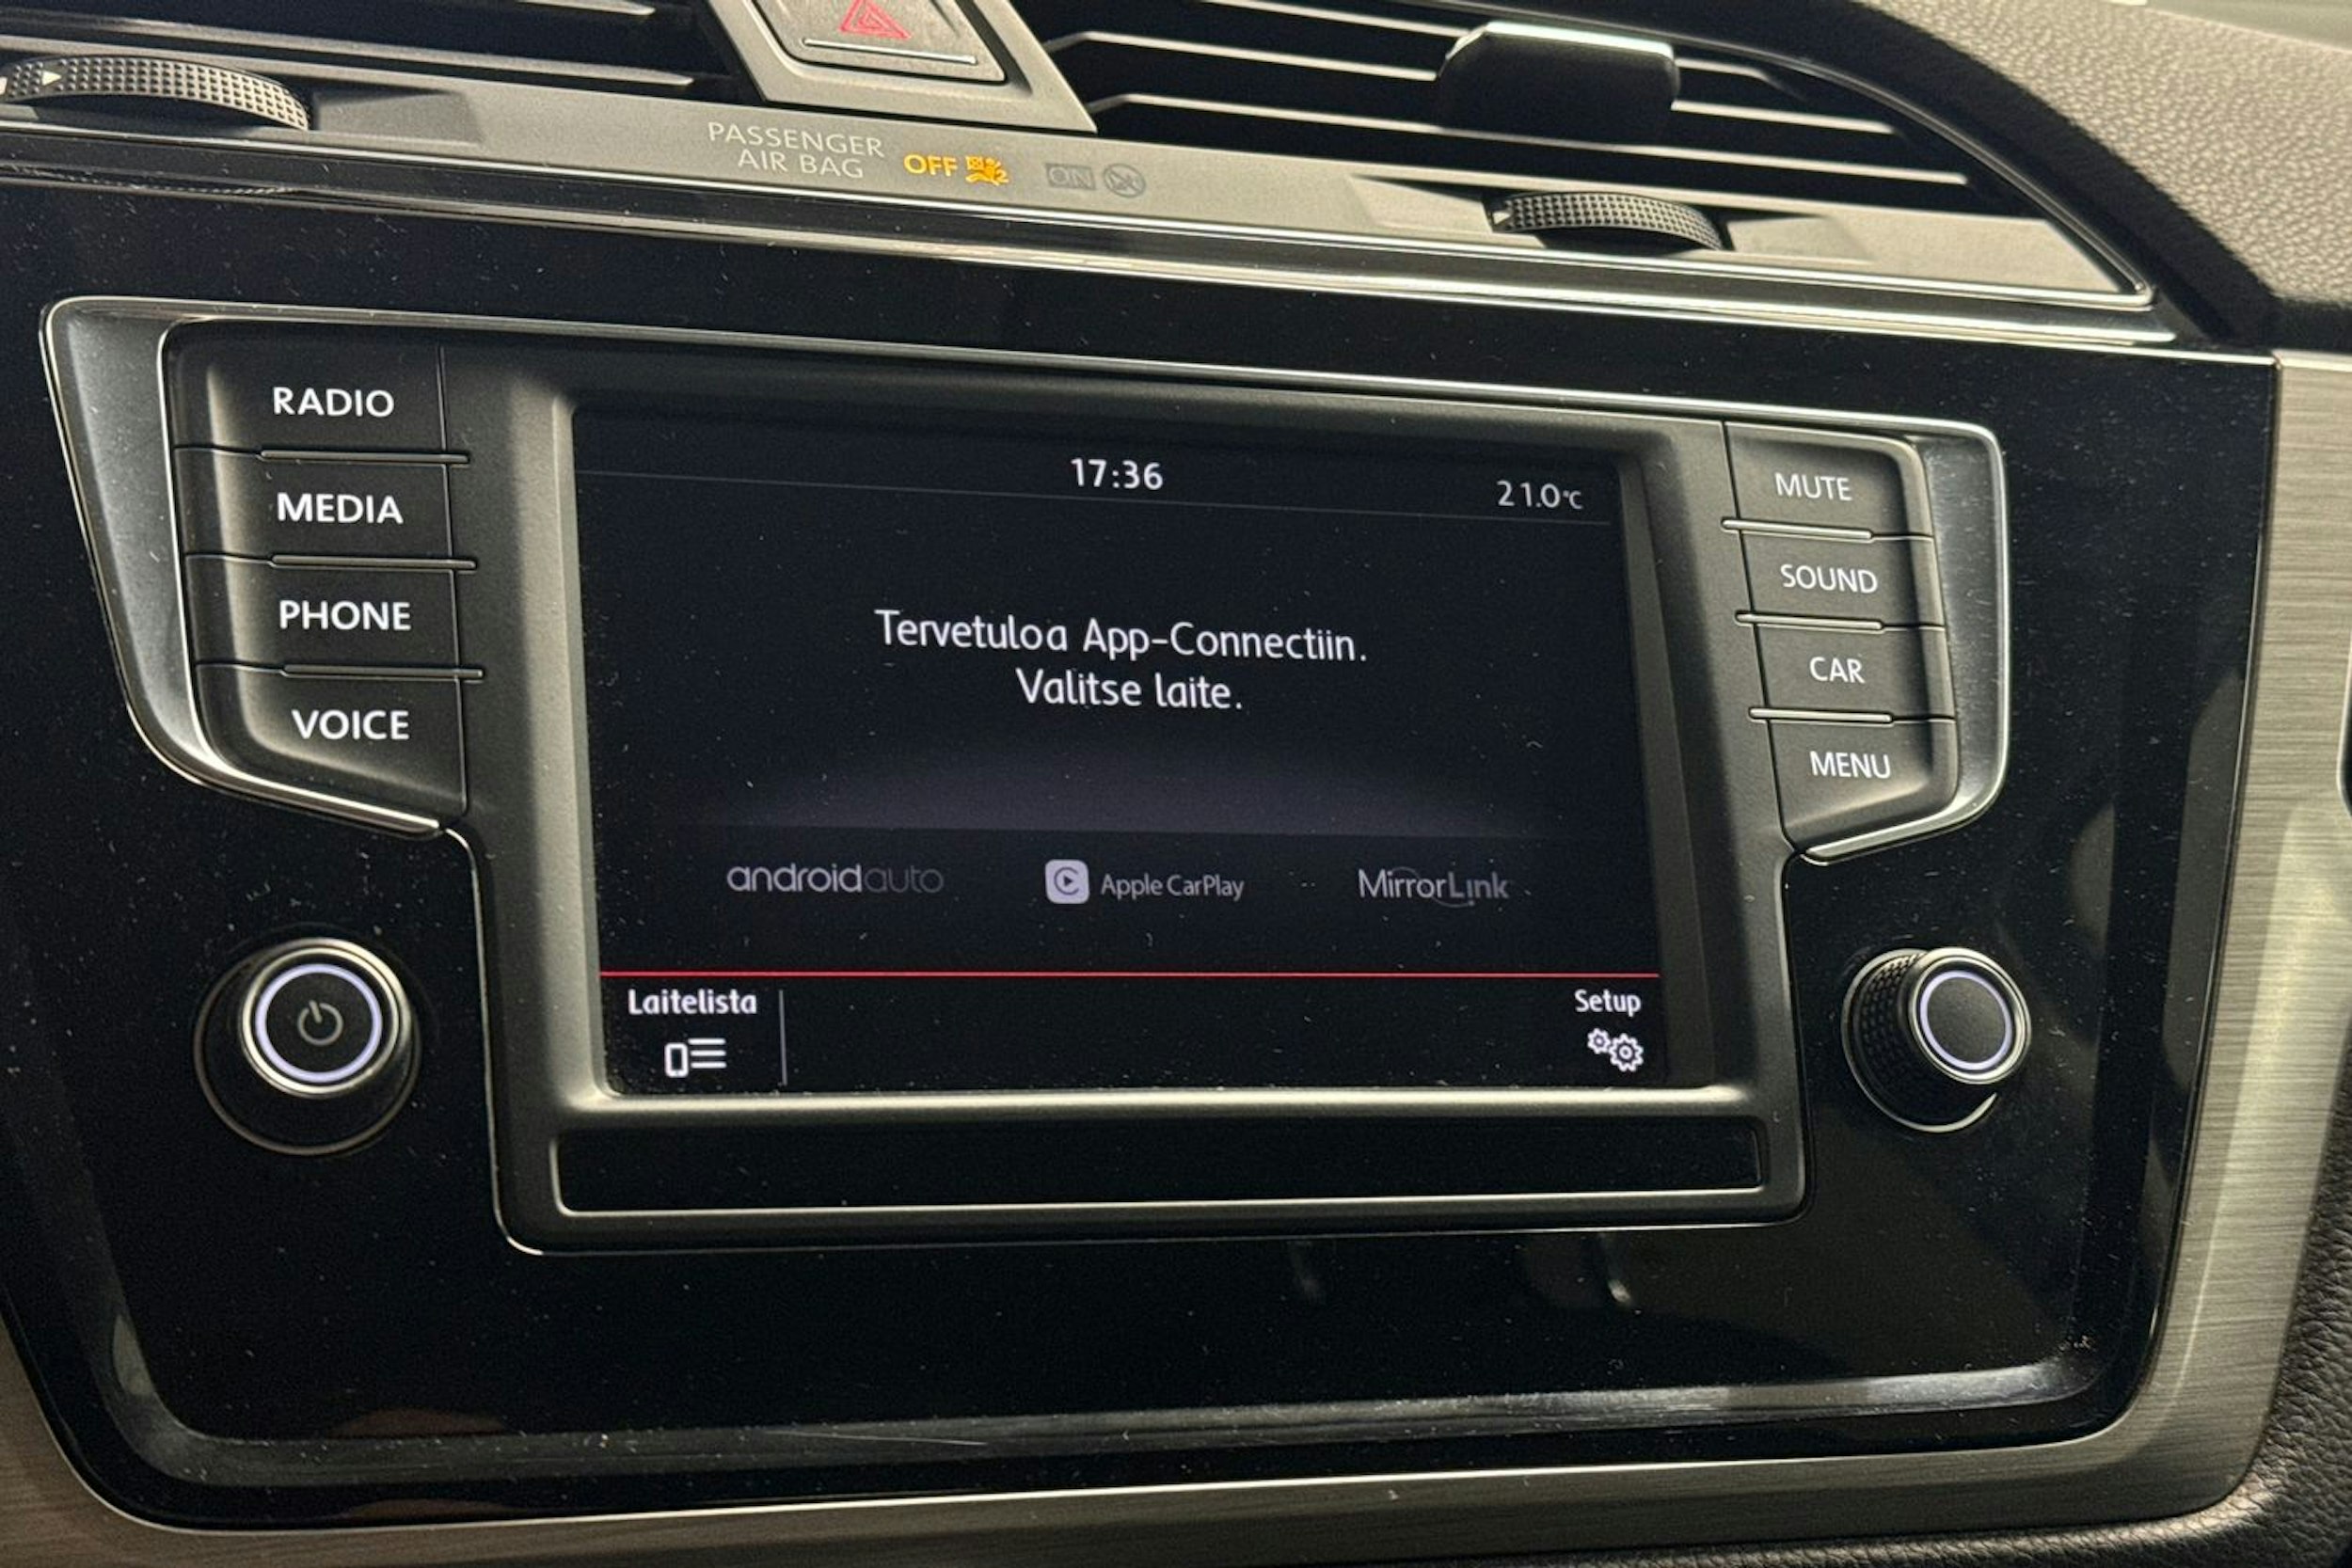 PASSENGER
AIR BAG
OFF
ON
RADIO
MEDIA
PHONE
VOICE
17:36
21.0°C
Tervetuloa App-Connectiin.
Valitse laite.
androidauto
Apple CarPlay
MirrorLink
Laitelista
Setup
MUTE
SOUND
CAR
MENU